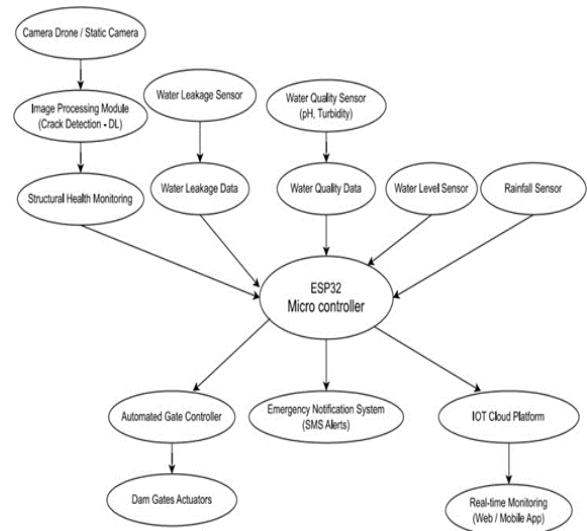 Camera Drone / Static Camera
Image Processing Module
(Crack Detection - DL)
Water Leakage Sensor
Water Quality Sensor
(pH, Turbidity)
Structural Health Monitoring
Water Leakage Data
Water Quality Data
Water Level Sensor
Rainfall Sensor
ESP32
Micro controller
Automated Gate Controller
Emergency Notification System
(SMS Alerts)
IOT Cloud Platform
Dam Gates Actuators
Real-time Monitoring
(Web / Mobile App)